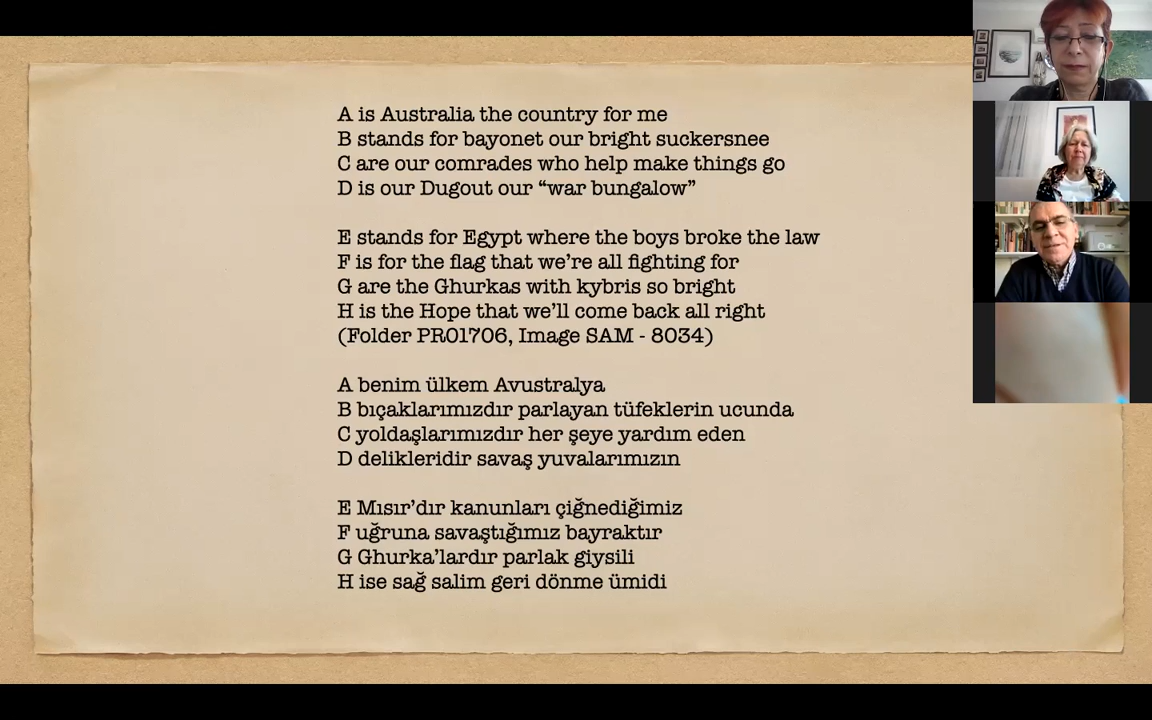 A is Australia the country for me
B stands for bayonet our bright suckersnee
C are our comrades who help make things go
D is our Dugout our “war bungalow”
E stands for Egypt where the boys broke the law
F is for the flag that we’re all fighting for
G are the Ghurkas with kybris so bright
H is the Hope that we’ll come back all right
(Folder PR01706, Image SAM - 8034)
A benim ülkem Avustralya
B bıçaklarımızdır parlayan tüfeklerin ucunda
C yoldaşlarımızdır her şeye yardım eden
D delikleridir savaş yuvalarımızın
E Mısır’dır kanunları çiğnediğimiz
F uğruna savaştığımız bayraktır
G Ghurka’lardır parlak giysili
H ise sağ salim geri dönme ümidi